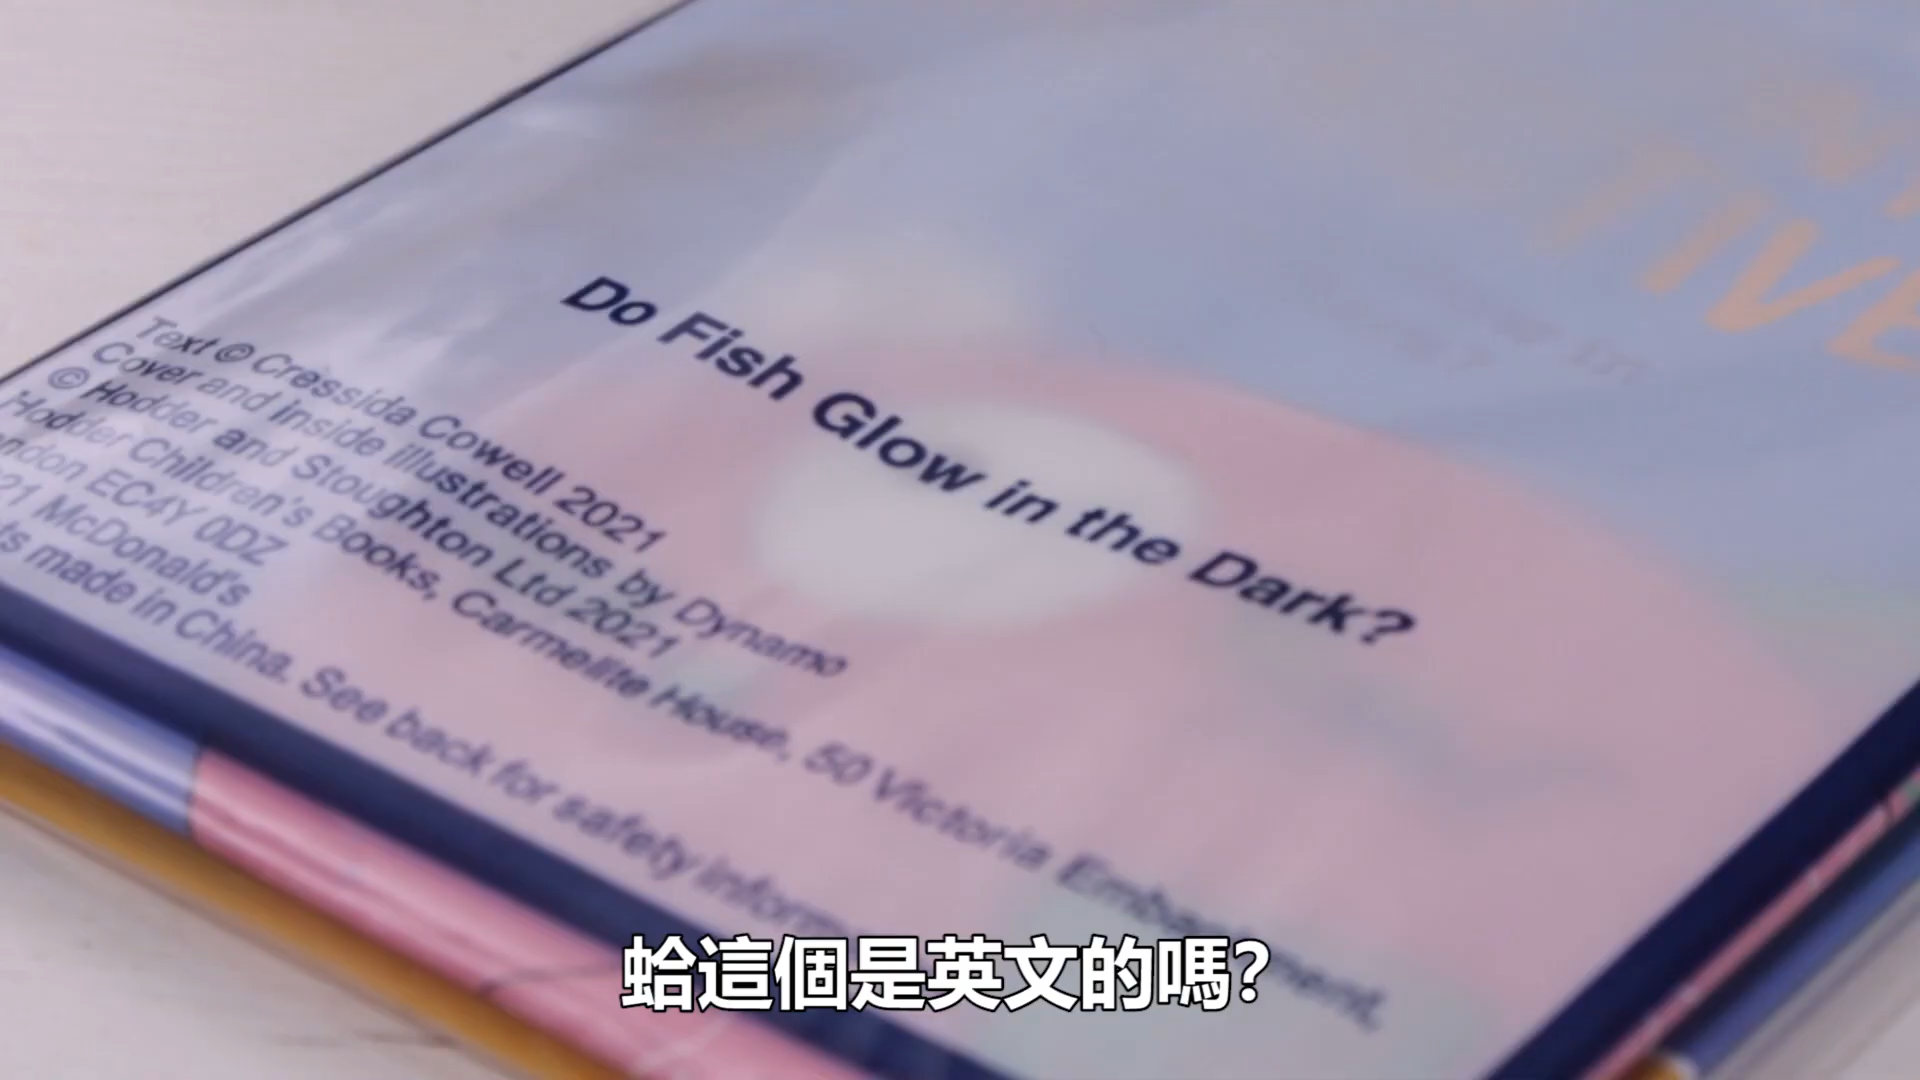 Do Fish Glow in the Dark?
Text © Cressida Cowell 2021
Cover and inside illustrations by Dynamo
© Hodder and Stoughton Ltd 2021
Hodder Children's Books, Carmelite House, 50 Victoria Embankment,
London EC4Y 0DZ
21 McDonald's
made in China. See back for safety
蛤這個是英文的嗎?